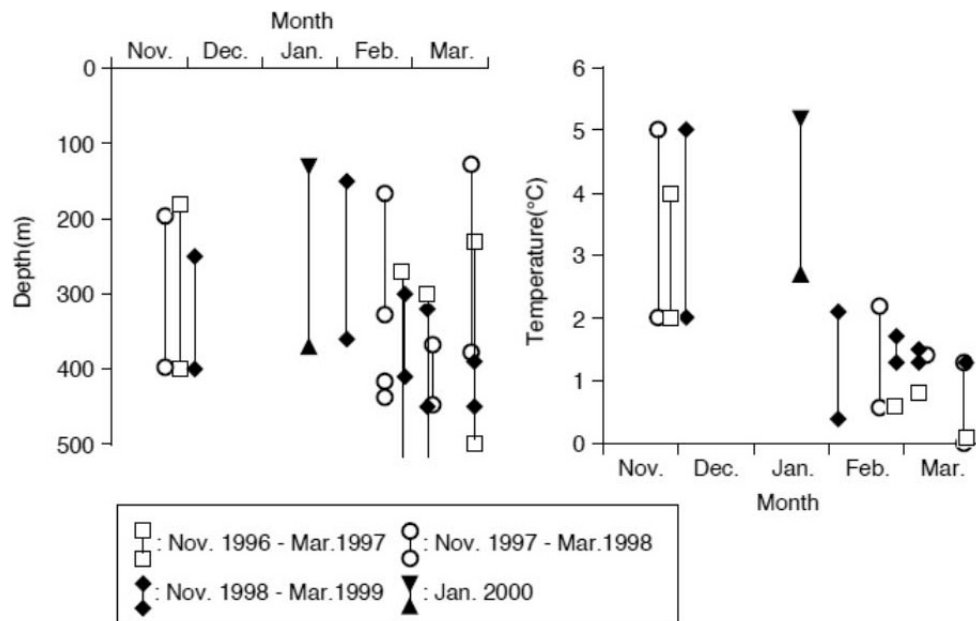 Month
Nov. Dec. Jan. Feb. Mar.
0
100
200
300
400
500
Depth(m)
6
5
4
3
2
1
0
Temperature(°C)
Nov. Dec. Jan. Feb. Mar.
Month
: Nov. 1996 - Mar.1997 : Nov. 1997 - Mar.1998
: Nov. 1998 - Mar.1999 : Jan. 2000